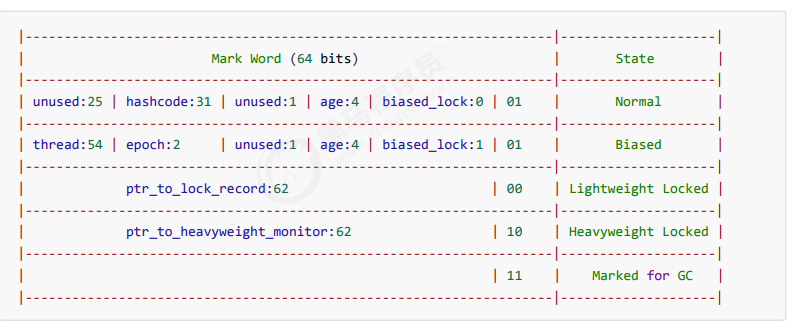 |--------------------------------------------------------------------|--------------------|
| Mark Word (64 bits) | State |
|--------------------------------------------------------------------|--------------------|
| unused:25 | hashcode:31 | unused:1 | age:4 | biased_lock:0 | 01 | Normal |
|--------------------------------------------------------------------|--------------------|
| thread:54 | epoch:2 | unused:1 | age:4 | biased_lock:1 | 01 | Biased |
|--------------------------------------------------------------------|--------------------|
| ptr_to_lock_record:62 | 00 | Lightweight Locked |
|--------------------------------------------------------------------|--------------------|
| ptr_to_heavyweight_monitor:62 | 10 | Heavyweight Locked |
|--------------------------------------------------------------------|--------------------|
| | 11 | Marked for GC |
|--------------------------------------------------------------------|--------------------|